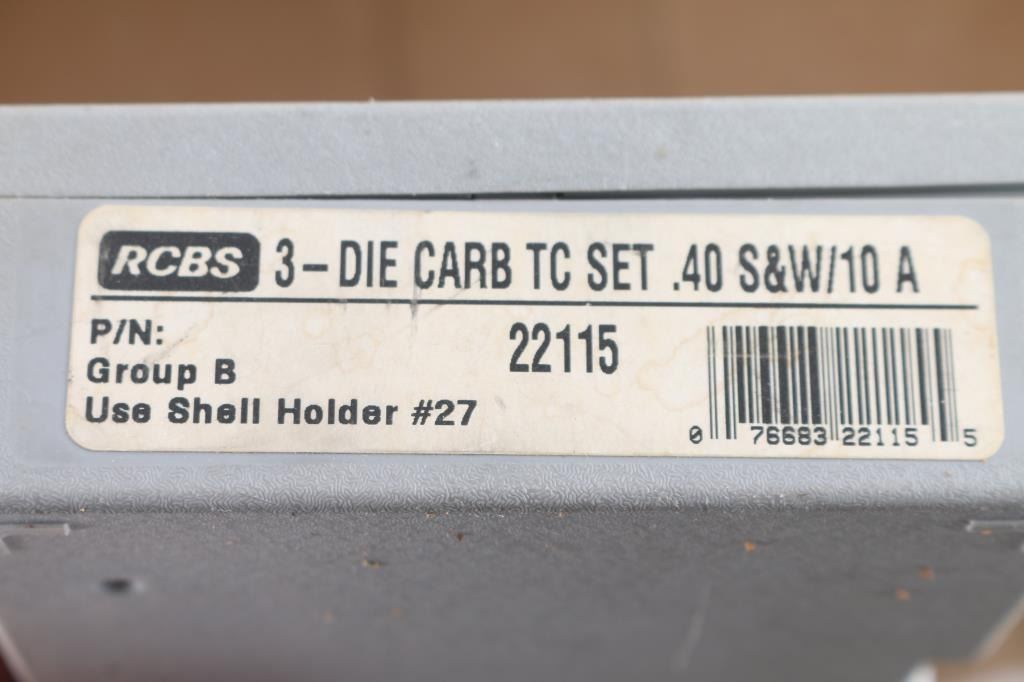 RCBS 3-DIE CARB TC SET .40 S&W/10 A
P/N: 22115
Group B
Use Shell Holder #27
0 76683 22115 5